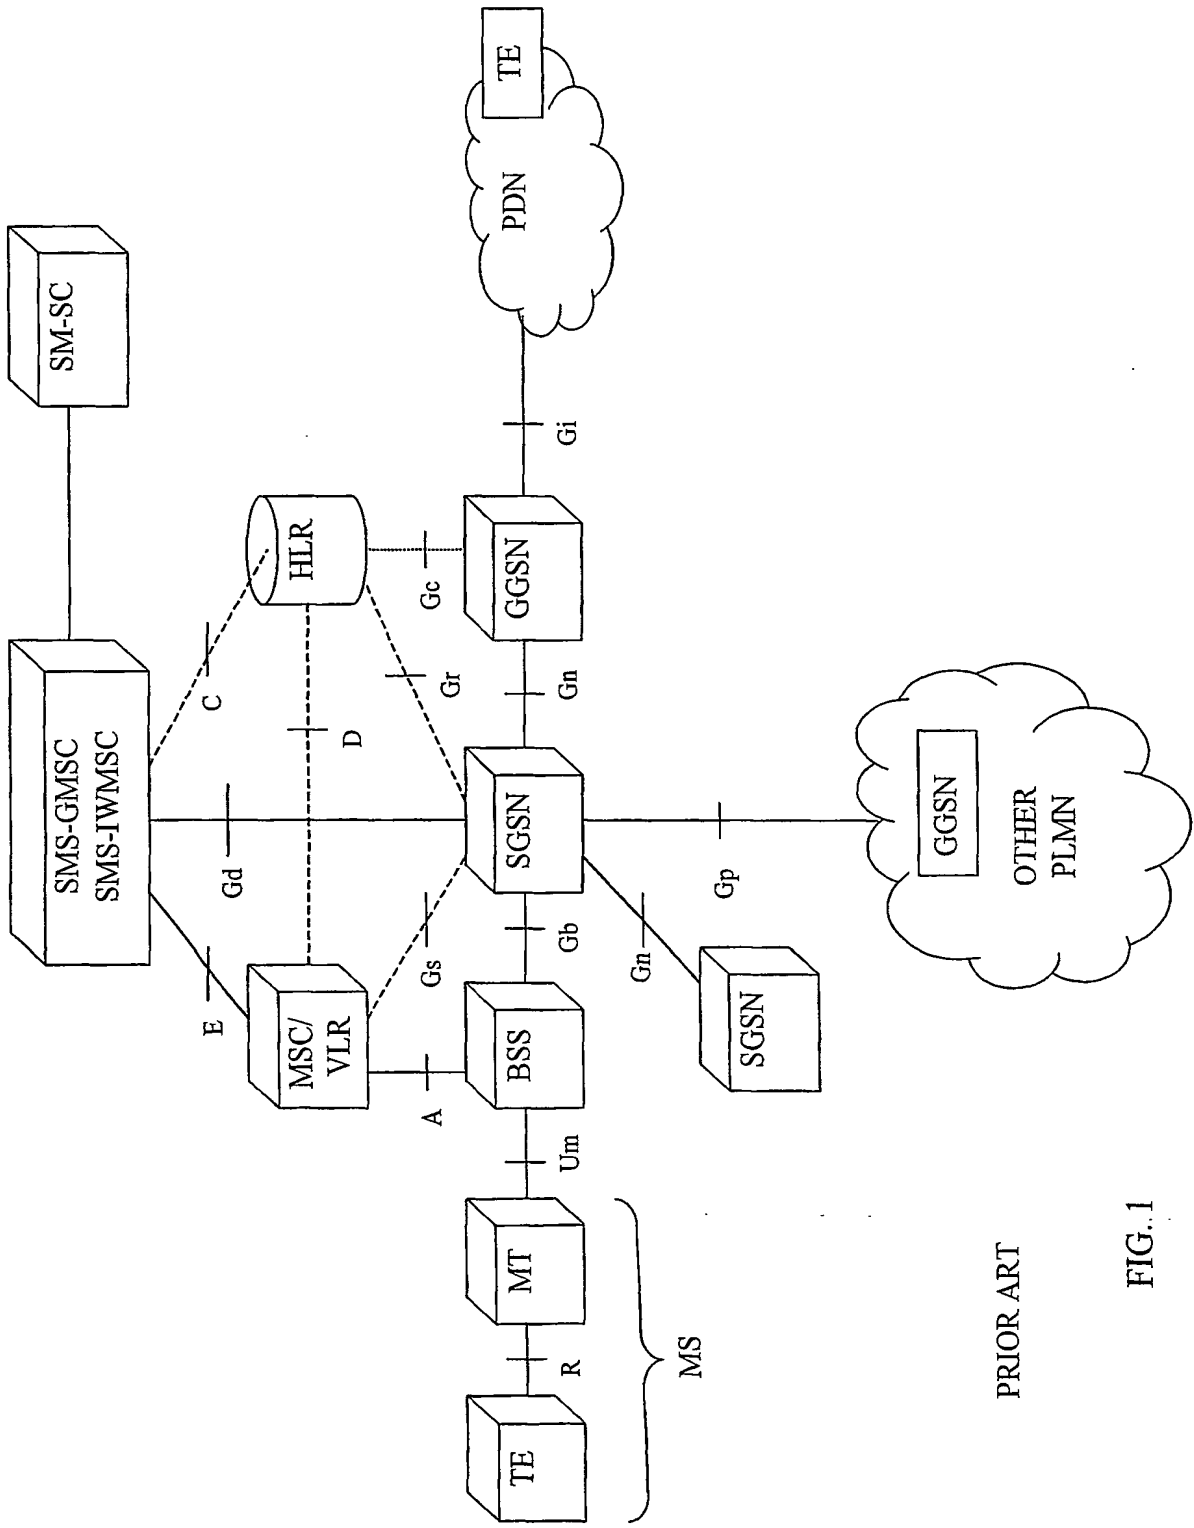 SMS-GMSC
SMS-IWMSC
SM-SC
E
Gd
C
MSC/
VLR
D
HLR
A
Gs
Gr
Gc
TE
R
MT
Um
BSS
Gb
SGSN
Gn
GGSN
Gi
PDN
TE
MS
Gn
Gp
SGSN
GGSN
OTHER
PLMN
PRIOR ART
FIG. 1